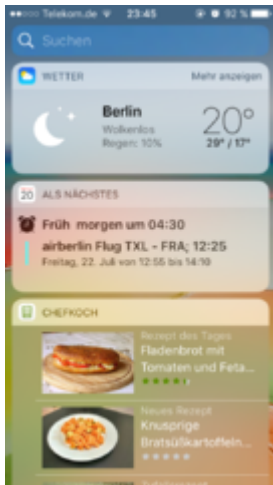 Telekom.de 23:45 92 %
Suchen
WETTER Mehr anzeigen
Berlin
Wolkenlos
Regen: 10%
20°
29° / 17°
20 ALS NÄCHSTES
Früh morgen um 04:30
airberlin Flug TXL - FRA; 12:25
Freitag, 22. Juli von 12:55 bis 14:10
CHEFKOCH
Rezept des Tages
Fladenbrot mit
Tomaten und Feta...
Neues Rezept
Knusprige
Bratsüßkartoffeln...